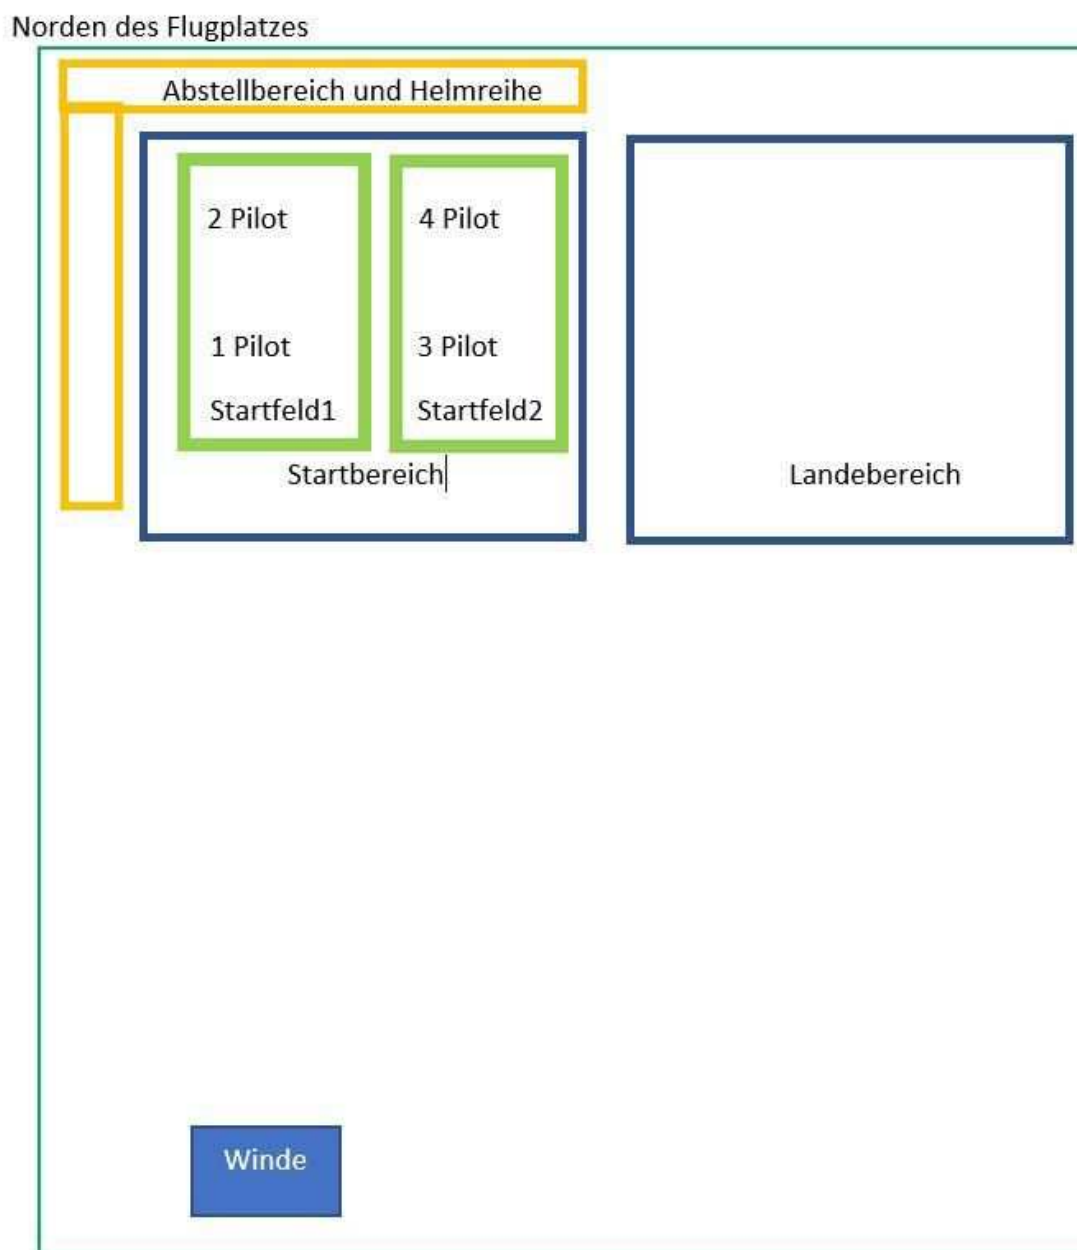 Norden des Flugplatzes
Abstellbereich und Helmreihe
2 Pilot
4 Pilot
1 Pilot
3 Pilot
Startfeld1
Startfeld2
Startbereich
Landebereich
Winde